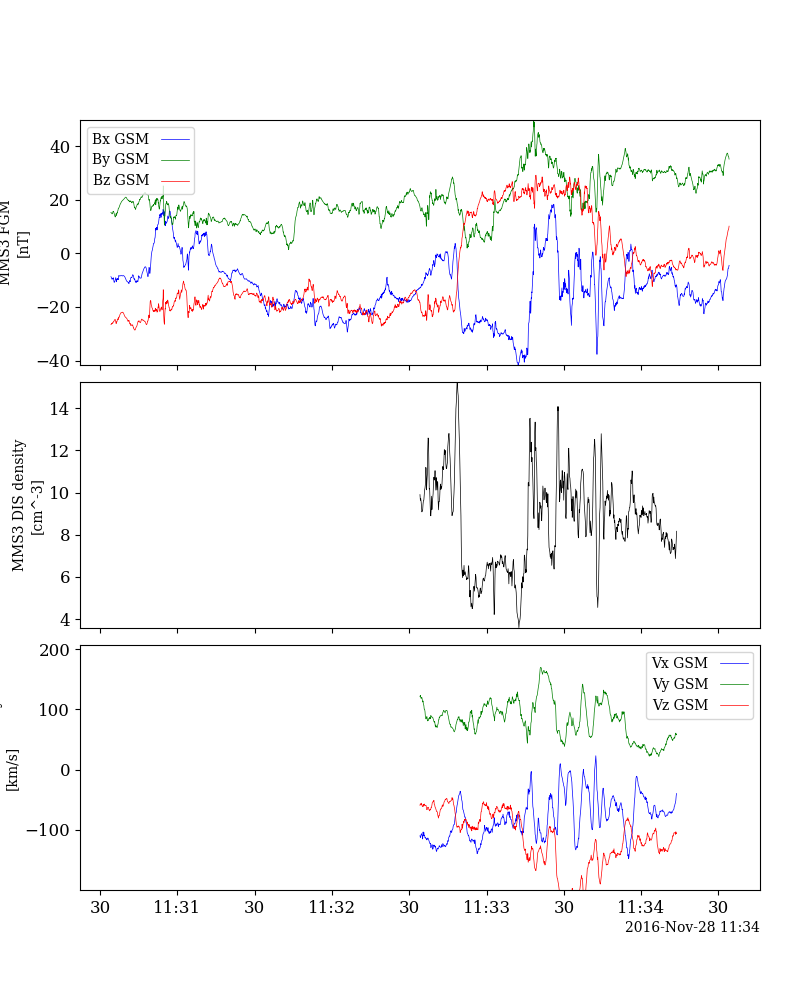 40
20
0
−20
−40
MMS3 FGM
[nT]
Bx GSM
By GSM
Bz GSM
14
12
10
8
6
4
MMS3 DIS density
[cm^-3]
200
100
0
−100
[km/s]
Vx GSM
Vy GSM
Vz GSM
30 11:31 30 11:32 30 11:33 30 11:34 30
2016-Nov-28 11:34